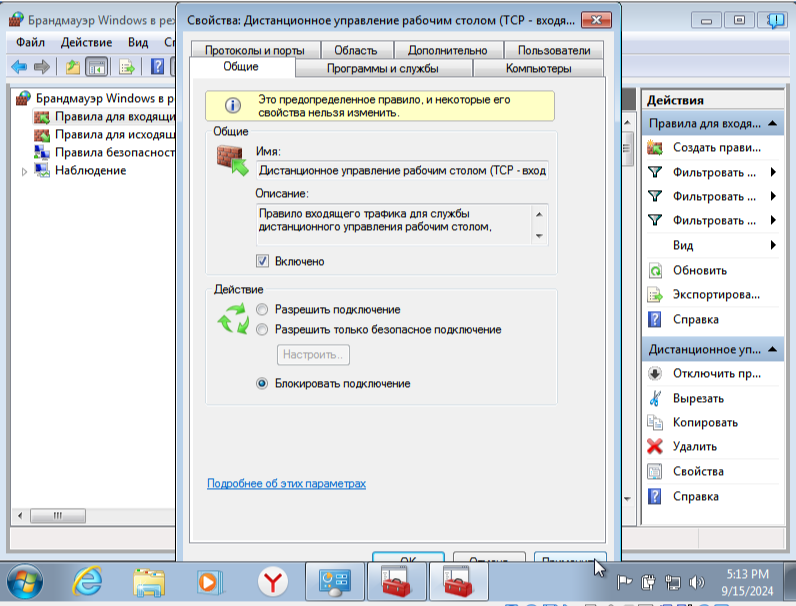 Брандмауэр Windows в реж
Свойства: Дистанционное управление рабочим столом (TCP - входя...
Файл Действие Вид
Протоколы и порты Область Дополнительно Пользователи
Общие Программы и службы Компьютеры
Брандмауэр Windows в р
Правила для входящи
Правила для исходящ
Правила безопасност
Наблюдение
Это предопределенное правило, и некоторые его
свойства нельзя изменить.
Общие
Имя:
Дистанционное управление рабочим столом (TCP - вход
Описание:
Правило входящего трафика для службы
дистанционного управления рабочим столом,
Включено
Действие
Разрешить подключение
Разрешить только безопасное подключение
Настроить..
Блокировать подключение
Подробнее об этих параметрах
OK Отмена Применить
Действия
Правила для входя...
Создать прави...
Фильтровать ...
Фильтровать ...
Фильтровать ...
Вид
Обновить
Экспортирова...
Справка
Дистанционное уп...
Отключить пр...
Вырезать
Копировать
Удалить
Свойства
Справка
5:13 PM
9/15/2024